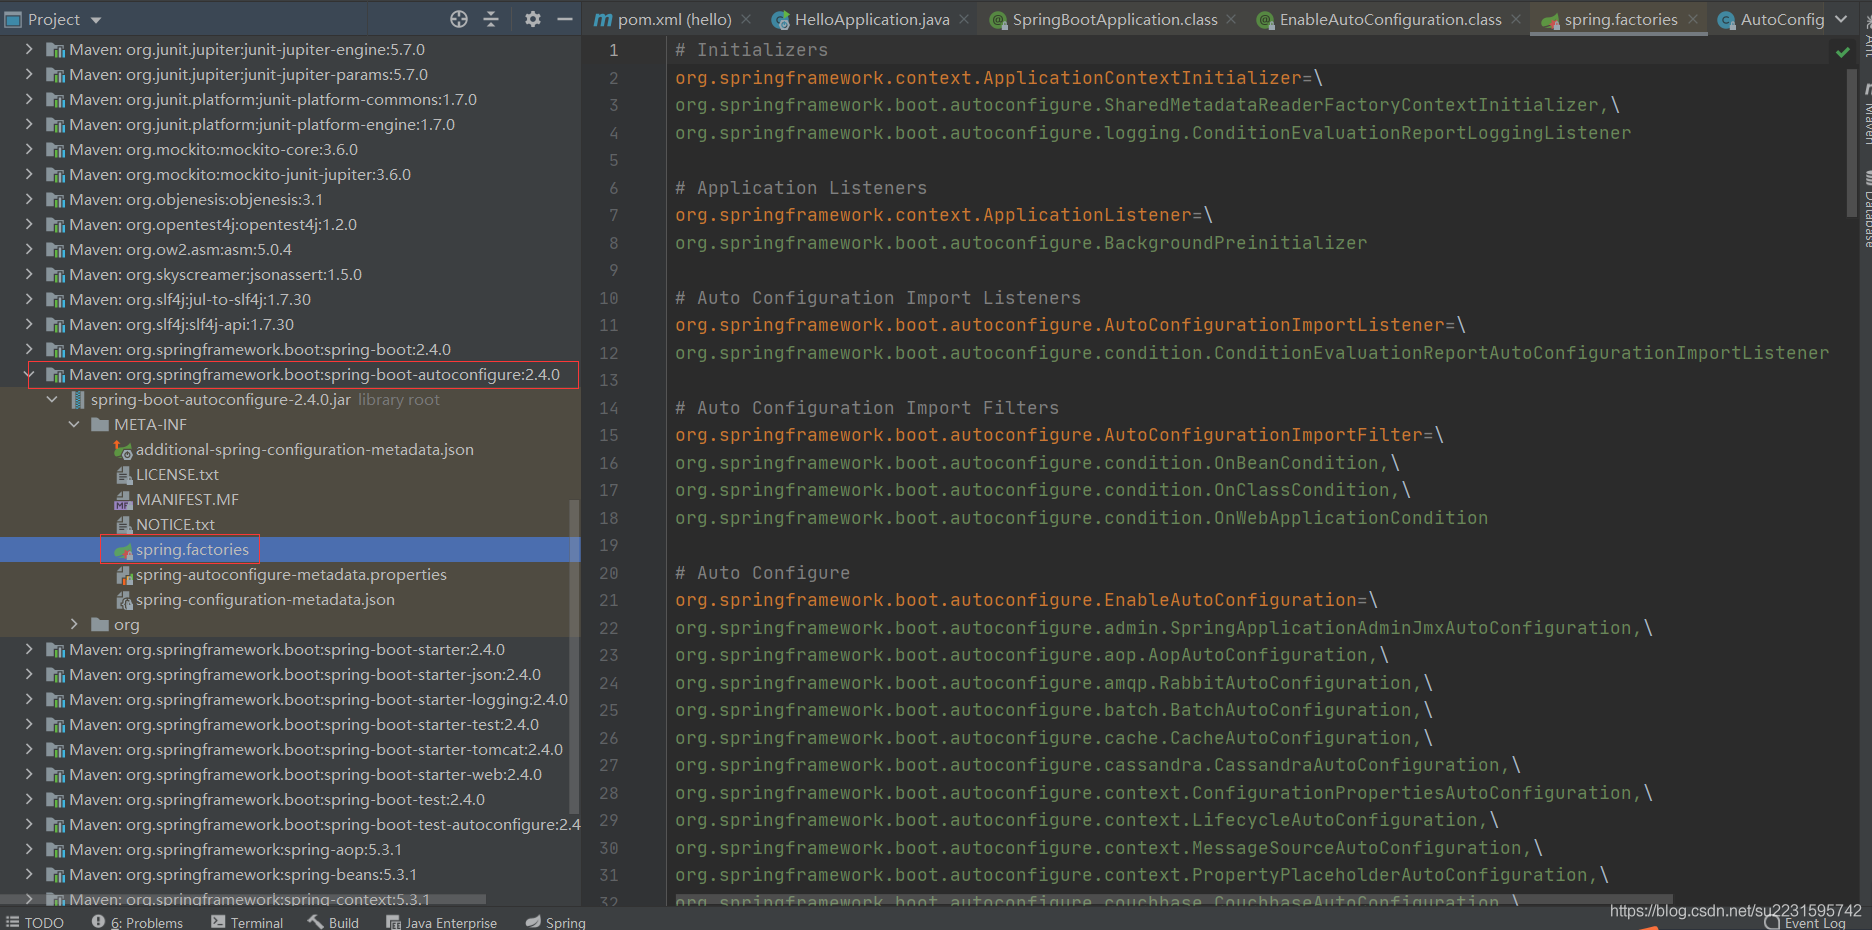 Project
pom.xml (hello)
HelloApplication.java
SpringBootApplication.class
EnableAutoConfiguration.class
spring.factories
AutoConfig
Maven: org.junit.jupiter:junit-jupiter-engine:5.7.0
Maven: org.junit.jupiter:junit-jupiter-params:5.7.0
Maven: org.junit.platform:junit-platform-commons:1.7.0
Maven: org.junit.platform:junit-platform-engine:1.7.0
Maven: org.mockito:mockito-core:3.6.0
Maven: org.mockito:mockito-junit-jupiter:3.6.0
Maven: org.objenesis:objenesis:3.1
Maven: org.opentest4j:opentest4j:1.2.0
Maven: org.ow2.asm:asm:5.0.4
Maven: org.skyscreamer:jsonassert:1.5.0
Maven: org.slf4j:jul-to-slf4j:1.7.30
Maven: org.slf4j:slf4j-api:1.7.30
Maven: org.springframework.boot:spring-boot:2.4.0
Maven: org.springframework.boot:spring-boot-autoconfigure:2.4.0
spring-boot-autoconfigure-2.4.0.jar library root
META-INF
additional-spring-configuration-metadata.json
LICENSE.txt
MANIFEST.MF
NOTICE.txt
spring.factories
spring-autoconfigure-metadata.properties
spring-configuration-metadata.json
org
Maven: org.springframework.boot:spring-boot-starter:2.4.0
Maven: org.springframework.boot:spring-boot-starter-json:2.4.0
Maven: org.springframework.boot:spring-boot-starter-logging:2.4.0
Maven: org.springframework.boot:spring-boot-starter-test:2.4.0
Maven: org.springframework.boot:spring-boot-starter-tomcat:2.4.0
Maven: org.springframework.boot:spring-boot-starter-web:2.4.0
Maven: org.springframework.boot:spring-boot-test:2.4.0
Maven: org.springframework.boot:spring-boot-test-autoconfigure:2.4
Maven: org.springframework:spring-aop:5.3.1
Maven: org.springframework:spring-beans:5.3.1
Maven: org.springframework:spring-context:5.3.1
1 # Initializers
2 org.springframework.context.ApplicationContextInitializer=\
3 org.springframework.boot.autoconfigure.SharedMetadataReaderFactoryContextInitializer,\
4 org.springframework.boot.autoconfigure.logging.ConditionEvaluationReportLoggingListener
5
6 # Application Listeners
7 org.springframework.context.ApplicationListener=\
8 org.springframework.boot.autoconfigure.BackgroundPreinitializer
9
10 # Auto Configuration Import Listeners
11 org.springframework.boot.autoconfigure.AutoConfigurationImportListener=\
12 org.springframework.boot.autoconfigure.condition.ConditionEvaluationReportAutoConfigurationImportListener
13
14 # Auto Configuration Import Filters
15 org.springframework.boot.autoconfigure.AutoConfigurationImportFilter=\
16 org.springframework.boot.autoconfigure.condition.OnBeanCondition,\
17 org.springframework.boot.autoconfigure.condition.OnClassCondition,\
18 org.springframework.boot.autoconfigure.condition.OnWebApplicationCondition
19
20 # Auto Configure
21 org.springframework.boot.autoconfigure.EnableAutoConfiguration=\
22 org.springframework.boot.autoconfigure.admin.SpringApplicationAdminJmxAutoConfiguration,\
23 org.springframework.boot.autoconfigure.aop.AopAutoConfiguration,\
24 org.springframework.boot.autoconfigure.amqp.RabbitAutoConfiguration,\
25 org.springframework.boot.autoconfigure.batch.BatchAutoConfiguration,\
26 org.springframework.boot.autoconfigure.cache.CacheAutoConfiguration,\
27 org.springframework.boot.autoconfigure.cassandra.CassandraAutoConfiguration,\
28 org.springframework.boot.autoconfigure.context.ConfigurationPropertiesAutoConfiguration,\
29 org.springframework.boot.autoconfigure.context.LifecycleAutoConfiguration,\
30 org.springframework.boot.autoconfigure.context.MessageSourceAutoConfiguration,\
31 org.springframework.boot.autoconfigure.context.PropertyPlaceholderAutoConfiguration,\
32 org.springframework.boot.autoconfigure.couchbase.CouchbaseAutoConfiguration,\
Ant
Maven
Database
TODO
6: Problems
Terminal
Build
Java Enterprise
Spring
Event Log
https://blog.csdn.net/su2231595742